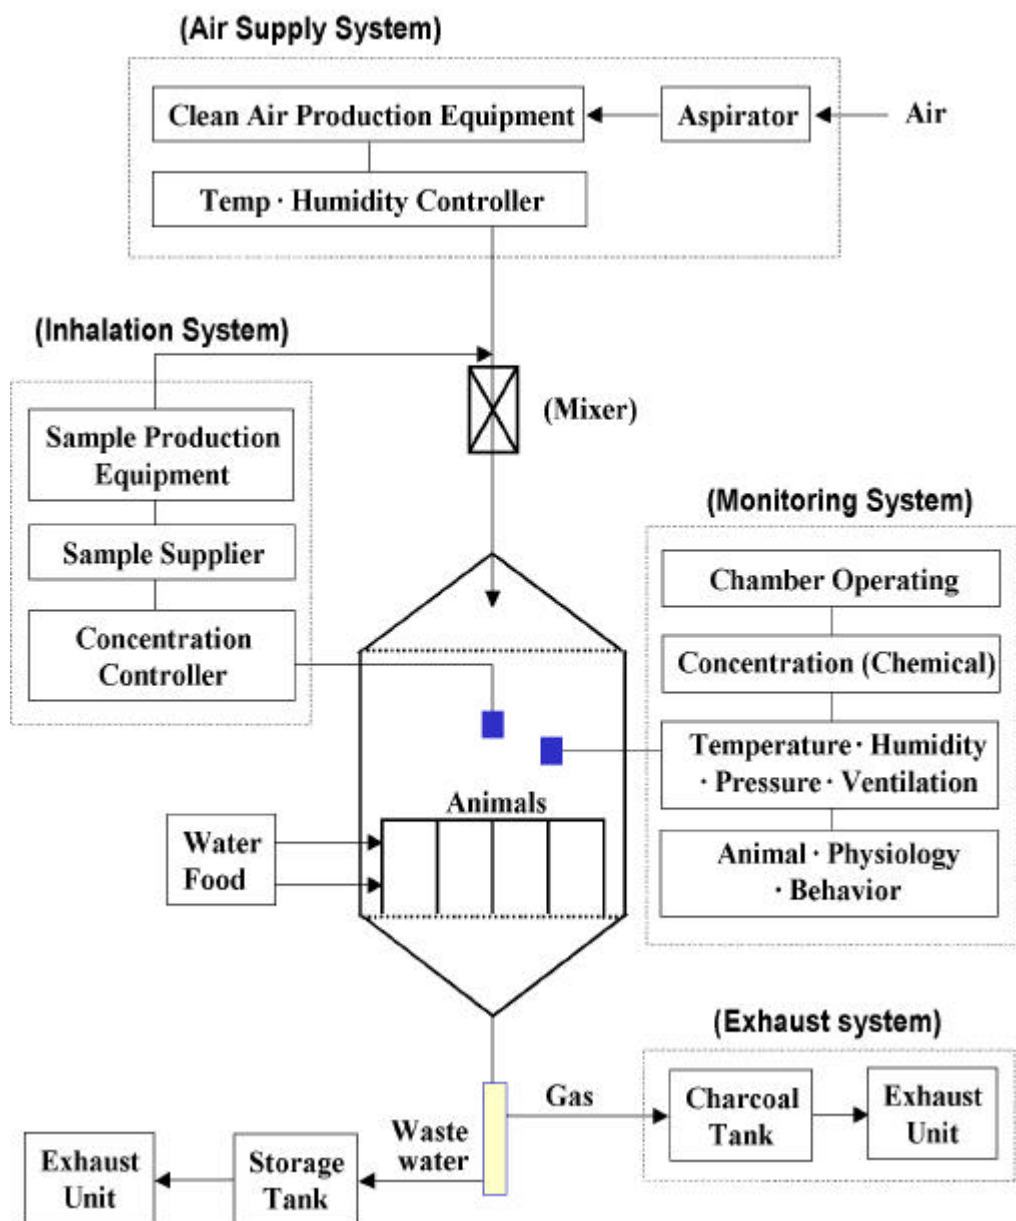 (Air Supply System)
Clean Air Production Equipment
Aspirator
Air
Temp · Humidity Controller
(Inhalation System)
(Mixer)
Sample Production
Equipment
Sample Supplier
Concentration
Controller
(Monitoring System)
Chamber Operating
Concentration (Chemical)
Temperature · Humidity
· Pressure · Ventilation
Animal · Physiology
· Behavior
Animals
Water
Food
(Exhaust system)
Gas
Charcoal
Tank
Exhaust
Unit
Waste
water
Storage
Tank
Exhaust
Unit